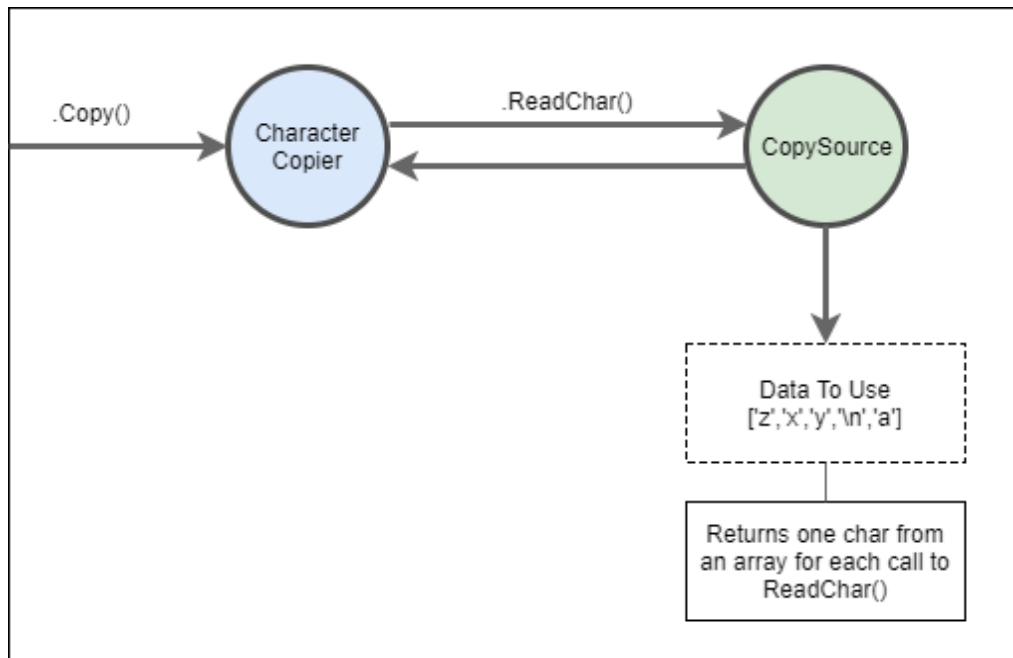 .Copy()
Character
Copier
.ReadChar()
CopySource
Data To Use
['z','x','y','\n','a']
Returns one char from
an array for each call to
ReadChar()